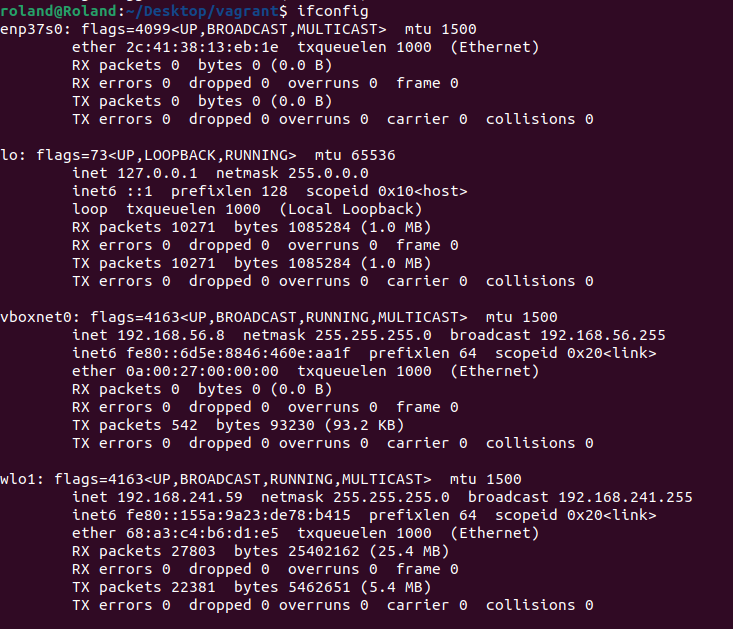 roland@Roland:~/Desktop/vagrant$ ifconfig
enp37s0: flags=4099<UP,BROADCAST,MULTICAST>  mtu 1500
        ether 2c:41:38:13:eb:1e  txqueuelen 1000  (Ethernet)
        RX packets 0  bytes 0 (0.0 B)
        RX errors 0  dropped 0  overruns 0  frame 0
        TX packets 0  bytes 0 (0.0 B)
        TX errors 0  dropped 0 overruns 0  carrier 0  collisions 0

lo: flags=73<UP,LOOPBACK,RUNNING>  mtu 65536
        inet 127.0.0.1  netmask 255.0.0.0
        inet6 ::1  prefixlen 128  scopeid 0x10<host>
        loop  txqueuelen 1000  (Local Loopback)
        RX packets 10271  bytes 1085284 (1.0 MB)
        RX errors 0  dropped 0  overruns 0  frame 0
        TX packets 10271  bytes 1085284 (1.0 MB)
        TX errors 0  dropped 0 overruns 0  carrier 0  collisions 0

vboxnet0: flags=4163<UP,BROADCAST,RUNNING,MULTICAST>  mtu 1500
        inet 192.168.56.8  netmask 255.255.255.0  broadcast 192.168.56.255
        inet6 fe80::6d5e:8846:460e:aa1f  prefixlen 64  scopeid 0x20<link>
        ether 0a:00:27:00:00:00  txqueuelen 1000  (Ethernet)
        RX packets 0  bytes 0 (0.0 B)
        RX errors 0  dropped 0  overruns 0  frame 0
        TX packets 542  bytes 93230 (93.2 KB)
        TX errors 0  dropped 0 overruns 0  carrier 0  collisions 0

wlo1: flags=4163<UP,BROADCAST,RUNNING,MULTICAST>  mtu 1500
        inet 192.168.241.59  netmask 255.255.255.0  broadcast 192.168.241.255
        inet6 fe80::155a:9a23:de78:b415  prefixlen 64  scopeid 0x20<link>
        ether 68:a3:c4:b6:d1:e5  txqueuelen 1000  (Ethernet)
        RX packets 27803  bytes 25402162 (25.4 MB)
        RX errors 0  dropped 0  overruns 0  frame 0
        TX packets 22381  bytes 5462651 (5.4 MB)
        TX errors 0  dropped 0 overruns 0  carrier 0  collisions 0